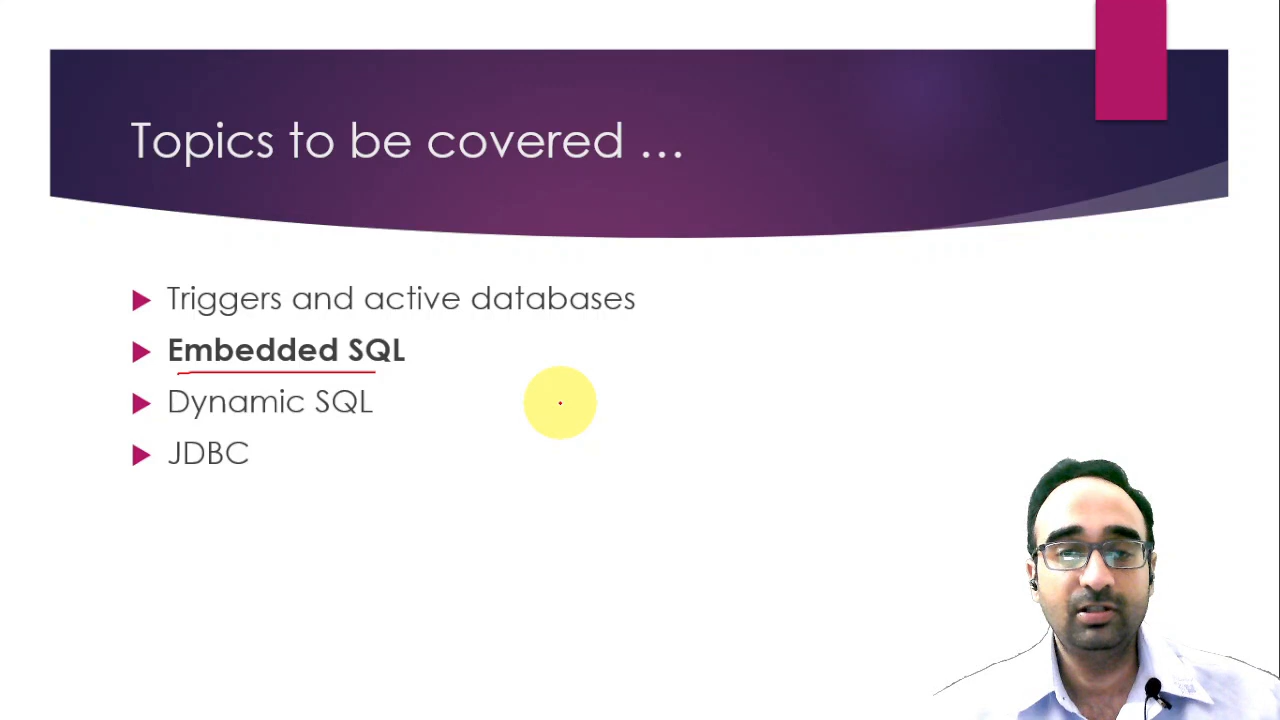 Topics to be covered …
Triggers and active databases
Embedded SQL
Dynamic SQL
JDBC